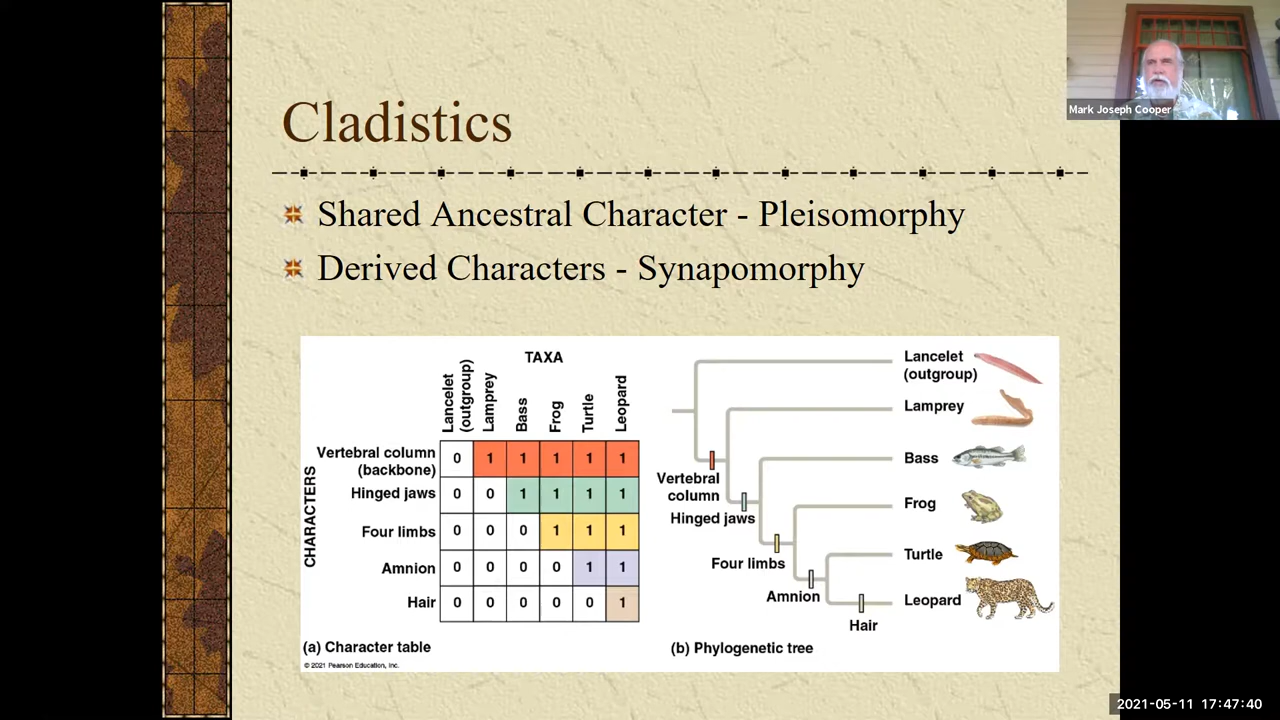 Mark Joseph Cooper
Cladistics
Shared Ancestral Character - Pleisomorphy
Derived Characters - Synapomorphy
TAXA
Lancelet
(outgroup)
Lamprey
Bass
Frog
Turtle
Leopard
CHARACTERS
Vertebral column
(backbone)
0 1 1 1 1 1
Hinged jaws 0 0 1 1 1 1
Four limbs 0 0 0 1 1 1
Amnion 0 0 0 0 1 1
Hair 0 0 0 0 0 1
(a) Character table
© 2021 Pearson Education, Inc.
Lancelet
(outgroup)
Lamprey
Bass
Vertebral
column
Frog
Hinged jaws
Turtle
Four limbs
Amnion
Leopard
Hair
(b) Phylogenetic tree
2021-05-11 17:47:40